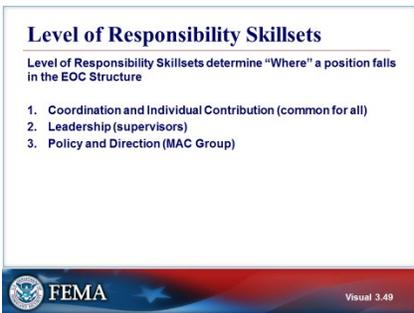 Level of Responsibility Skillsets
Level of Responsibility Skillsets determine “Where” a position falls
in the EOC Structure
1. Coordination and Individual Contribution (common for all)
2. Leadership (supervisors)
3. Policy and Direction (MAC Group)
FEMA
Visual 3.49